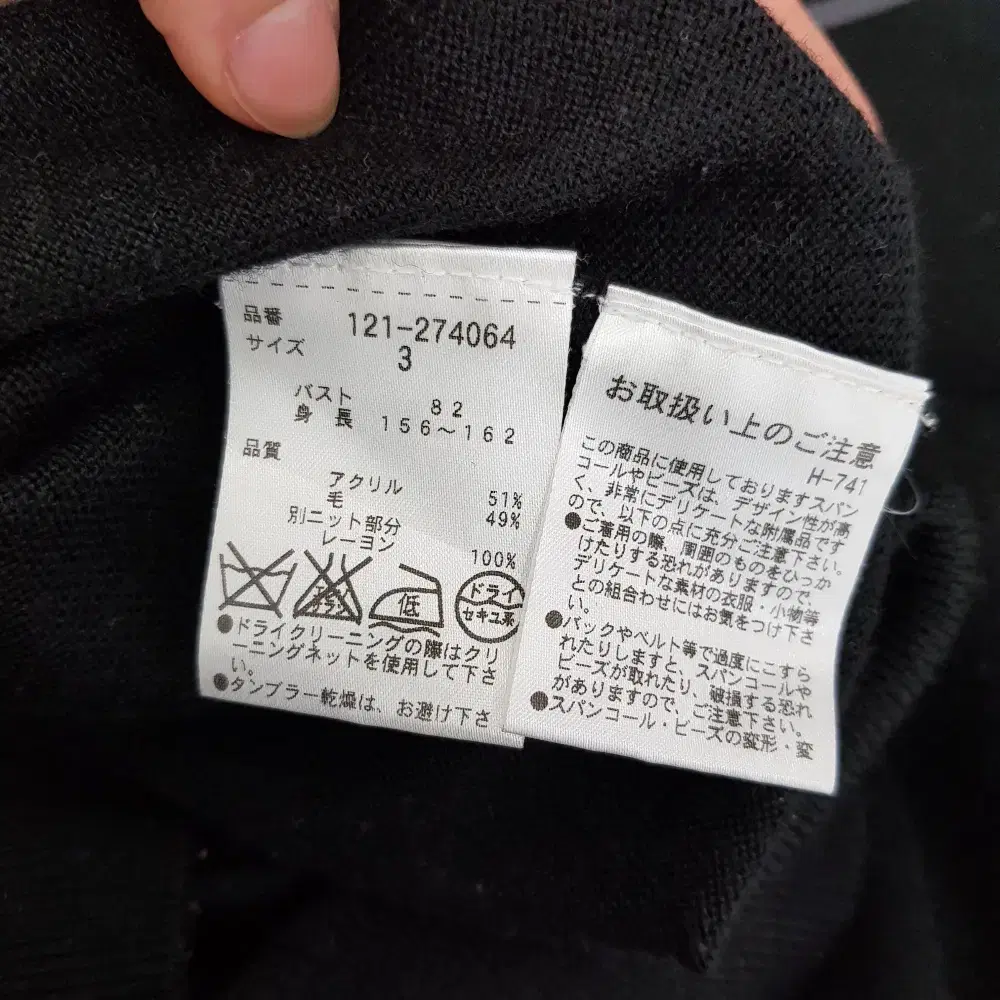 品番 121-274064
サイズ 3
バスト 82
身長 156～162
品質
アクリル 51%
毛 49%
別ニット部分
レーヨン 100%
エンソサラシ
低
ドライ
セキユ系
●ドライクリーニングの際はクリ
ーニングネットを使用して下さ
い。
●タンブラー乾燥は、お避け下さ
お取扱い上のご注意
H-741
この商品に使用しておりますスパン
コールやビーズは、デザイン性が高
く、非常にデリケートな附属品です
ので、以下の点に充分ご注意下さい。
●ご着用の際、周囲のものをひっか
けたりする恐れがありますので、
デリケートな素材の衣服・小物等
との組合わせにはお気をつけ下さ
い。
●バックやベルト等で過度にこすら
れたりしますと、スパンコールや
ビーズが取れたり、破損する恐れ
がありますので、ご注意下さい。
●スパンコール・ビーズの変形・変